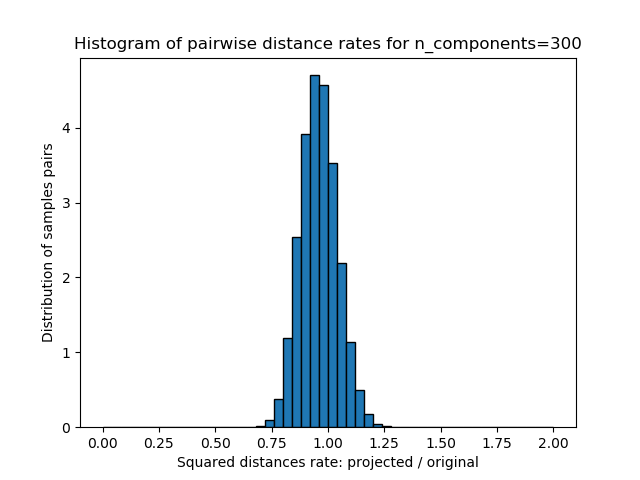 Histogram of pairwise distance rates for n_components=300
Distribution of samples pairs
4
3
2
1
0
0.00 0.25 0.50 0.75 1.00 1.25 1.50 1.75 2.00
Squared distances rate: projected / original